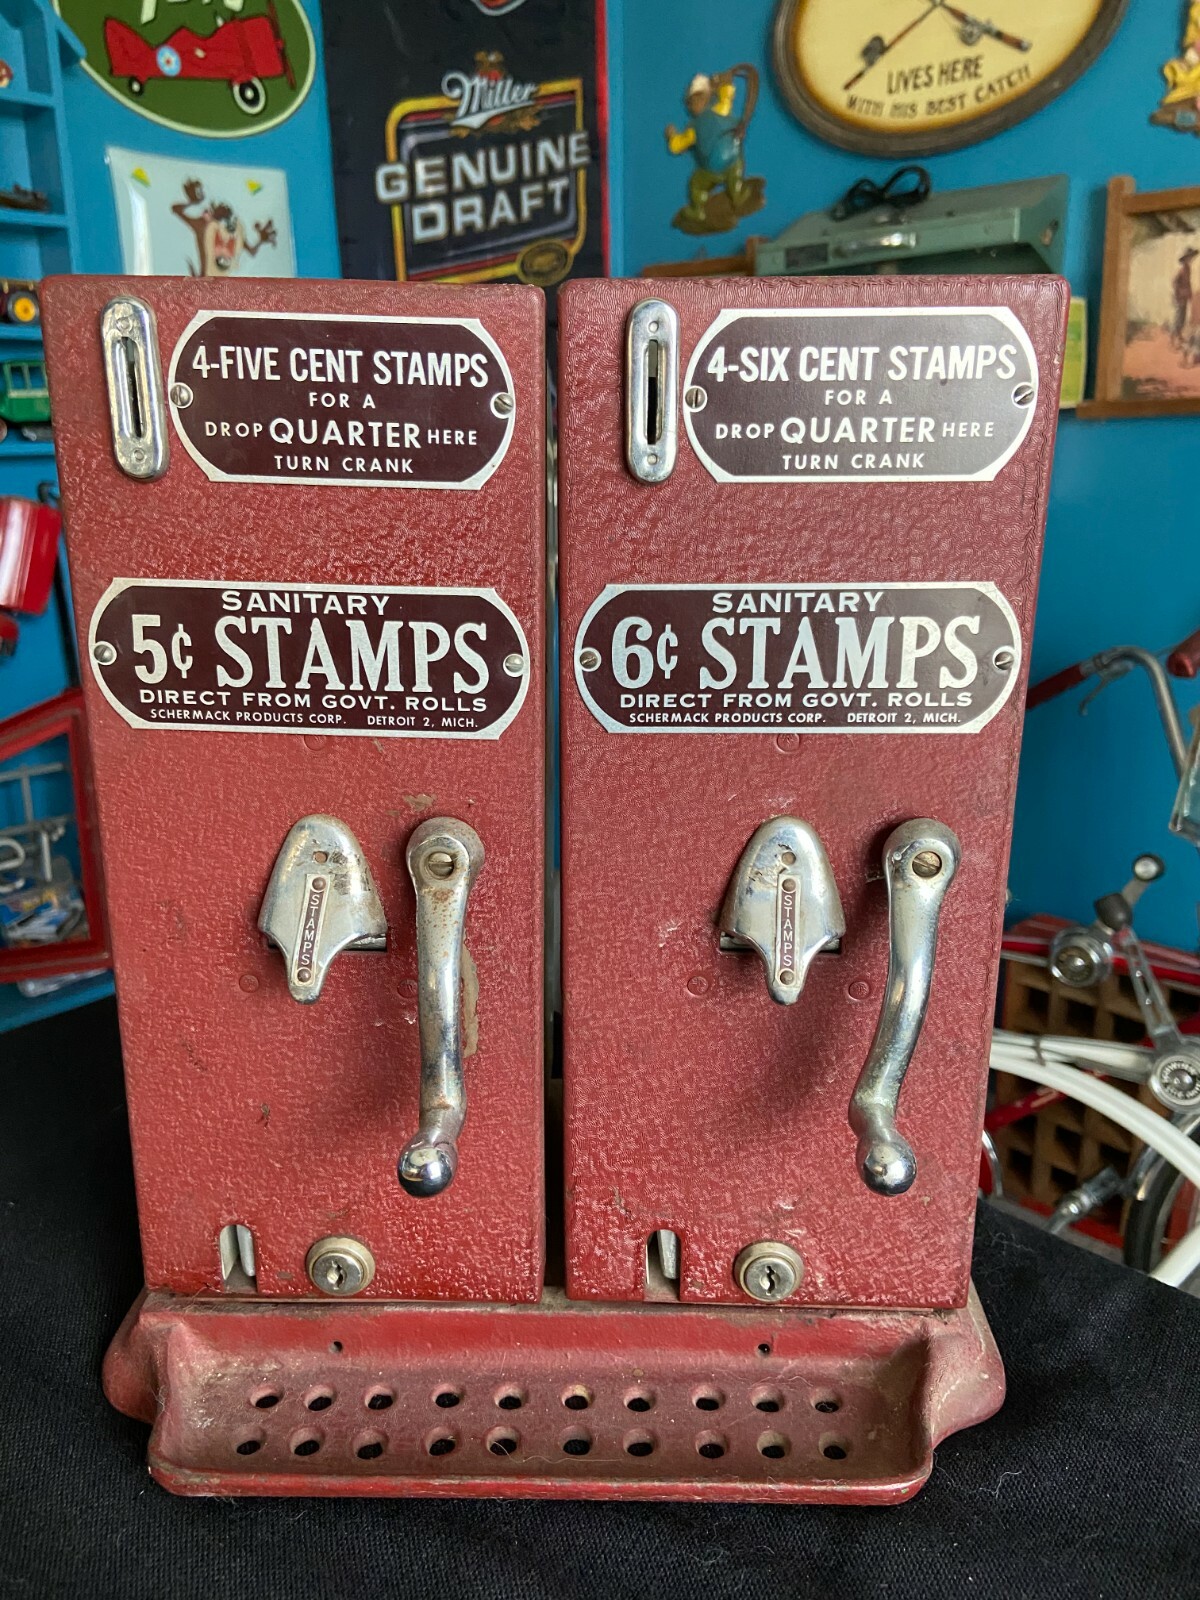 Miller
GENUINE
DRAFT
LIVES HERE
WITH HIS BEST CATCH!!
4-FIVE CENT STAMPS
FOR A
DROP QUARTER HERE
TURN CRANK
SANITARY
5¢ STAMPS
DIRECT FROM GOVT. ROLLS
SCHERMACK PRODUCTS CORP. DETROIT 2, MICH.
STAMPS
4-SIX CENT STAMPS
FOR A
DROP QUARTER HERE
TURN CRANK
SANITARY
6¢ STAMPS
DIRECT FROM GOVT. ROLLS
SCHERMACK PRODUCTS CORP. DETROIT 2, MICH.
STAMPS